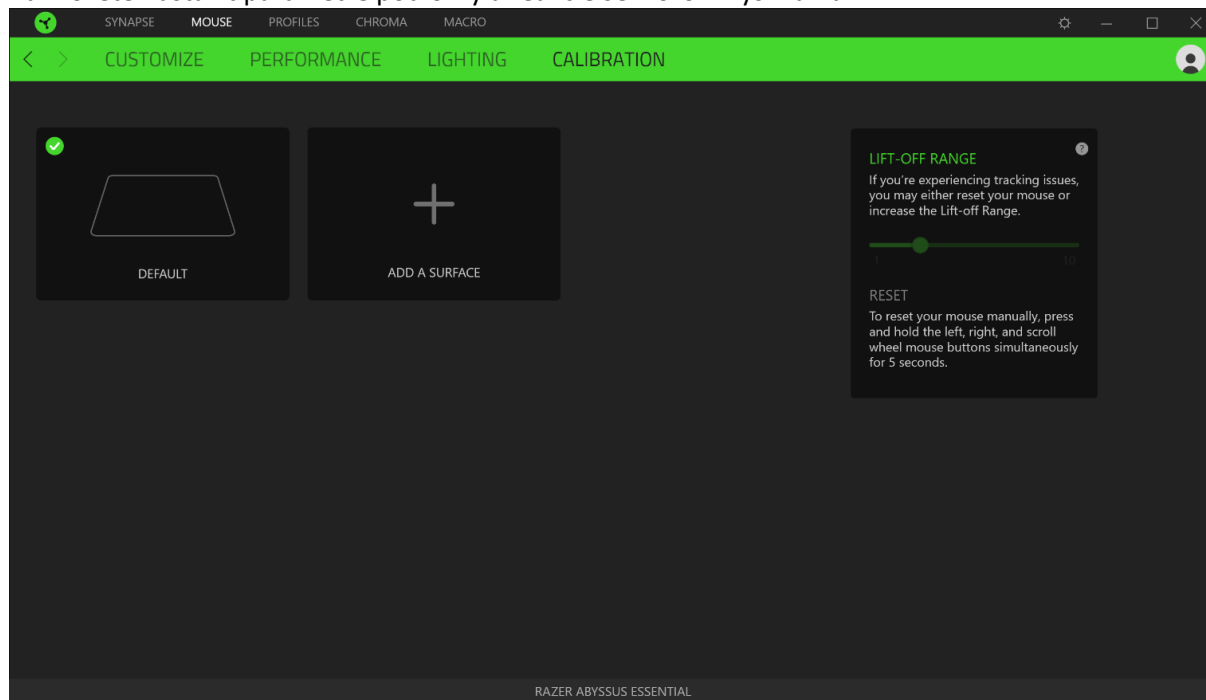 SYNAPSE MOUSE PROFILES CHROMA MACRO
CUSTOMIZE PERFORMANCE LIGHTING CALIBRATION
DEFAULT
ADD A SURFACE
LIFT-OFF RANGE
?
If you're experiencing tracking issues,
you may either reset your mouse or
increase the Lift-off Range.
1 10
RESET
To reset your mouse manually, press
and hold the left, right, and scroll
wheel mouse buttons simultaneously
for 5 seconds.
RAZER ABYSSUS ESSENTIAL